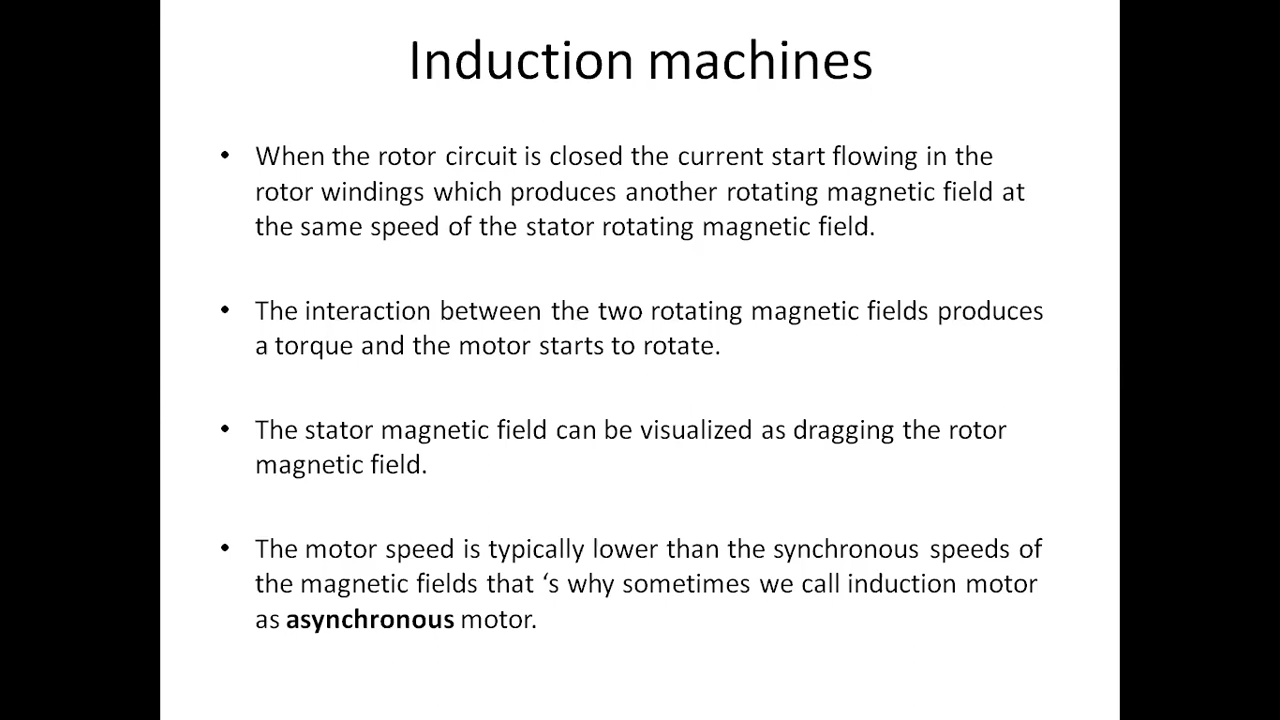 Induction machines
• When the rotor circuit is closed the current start flowing in the
rotor windings which produces another rotating magnetic field at
the same speed of the stator rotating magnetic field.
• The interaction between the two rotating magnetic fields produces
a torque and the motor starts to rotate.
• The stator magnetic field can be visualized as dragging the rotor
magnetic field.
• The motor speed is typically lower than the synchronous speeds of
the magnetic fields that ‘s why sometimes we call induction motor
as asynchronous motor.